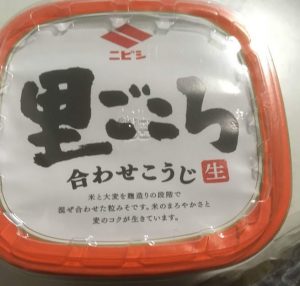 ニビシ
里ごころ
合わせこうじ 生
米と大麦を麹造りの段階で
混ぜ合わせた粒みそです。米のまろやかさと
麦のコクが生きています。